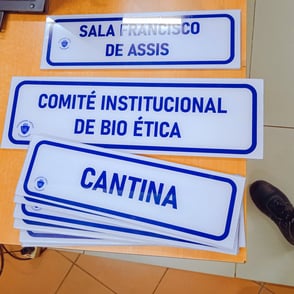 SALA FRANCISCO
DE ASSIS
COMITÉ INSTITUCIONAL
DE BIO ÉTICA
CANTINA